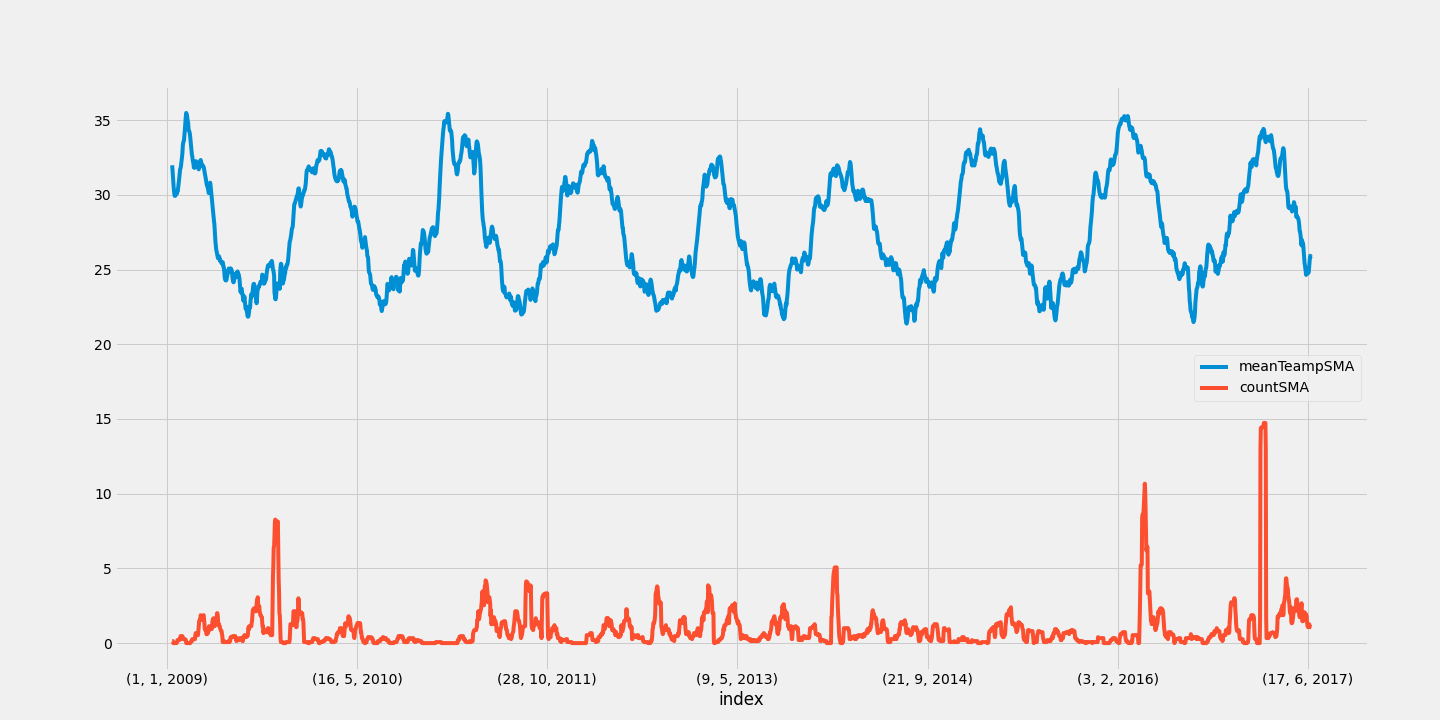 35
30
25
20
15
10
5
0
meanTeampSMA
countSMA
(1, 1, 2009) (16, 5, 2010) (28, 10, 2011) (9, 5, 2013) (21, 9, 2014) (3, 2, 2016) (17, 6, 2017)
index